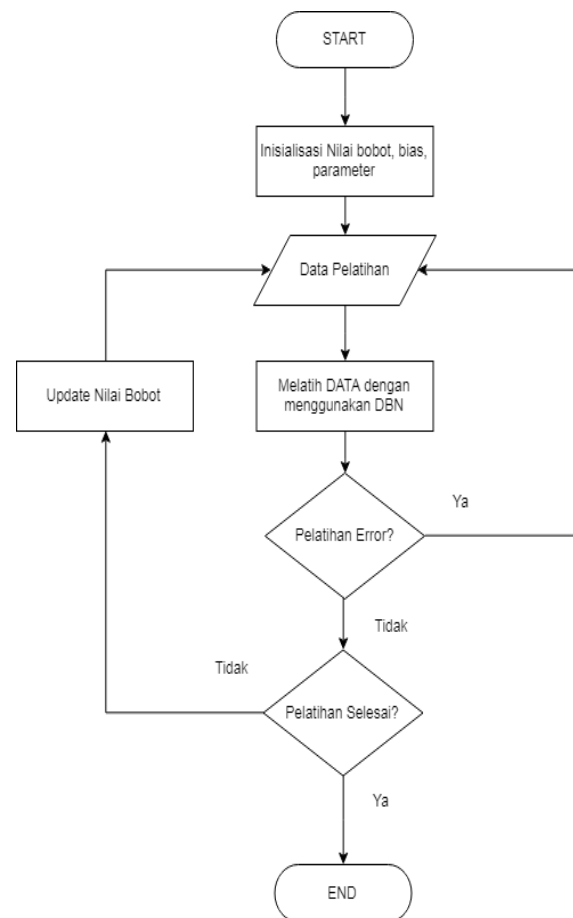 START
Inisialisasi Nilai bobot, bias,
parameter
Data Pelatihan
Update Nilai Bobot
Melatih DATA dengan
menggunakan DBN
Ya
Pelatihan Error?
Tidak
Tidak
Pelatihan Selesai?
Ya
END